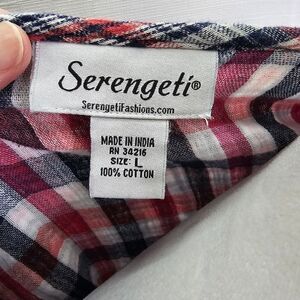 Serengeti®
SerengetiFashions.com
MADE IN INDIA
RN 34216
SIZE: L
100% COTTON